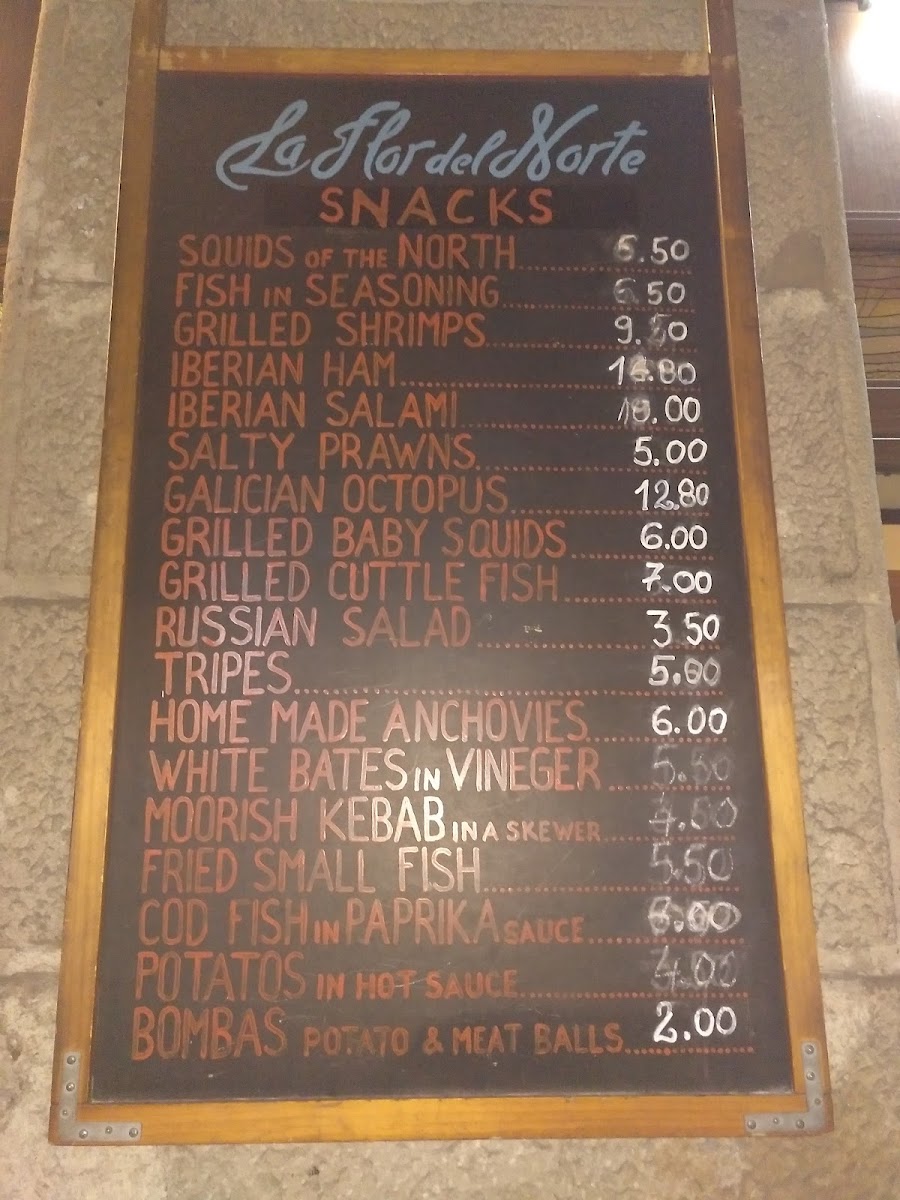 La Flor del Norte
SNACKS
SQUIDS OF THE NORTH 6.50
FISH IN SEASONING 6.50
GRILLED SHRIMPS 9.50
IBERIAN HAM
IBERIAN SALAMI
SALTY PRAWNS 5.00
GALICIAN OCTOPUS 12.80
GRILLED BABY SQUIDS 6.00
GRILLED CUTTLE FISH 7.00
RUSSIAN SALAD 3.50
TRIPES 5.00
HOME MADE ANCHOVIES 6.00
WHITE BATES IN VINEGER
MOORISH KEBAB IN A SKEWER
FRIED SMALL FISH 5.50
COD FISH IN PAPRIKA SAUCE
POTATOS IN HOT SAUCE
BOMBAS POTATO & MEAT BALLS 2.00